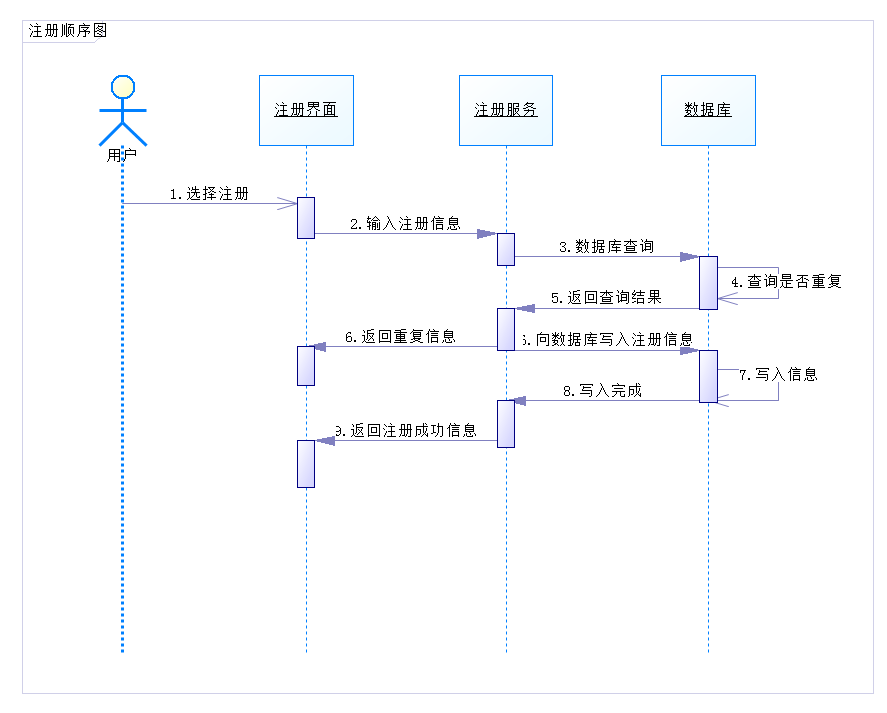 注册顺序图
用户
注册界面
注册服务
数据库
1.选择注册
2.输入注册信息
3.数据库查询
4.查询是否重复
5.返回查询结果
6.返回重复信息
6.向数据库写入注册信息
7.写入信息
8.写入完成
9.返回注册成功信息